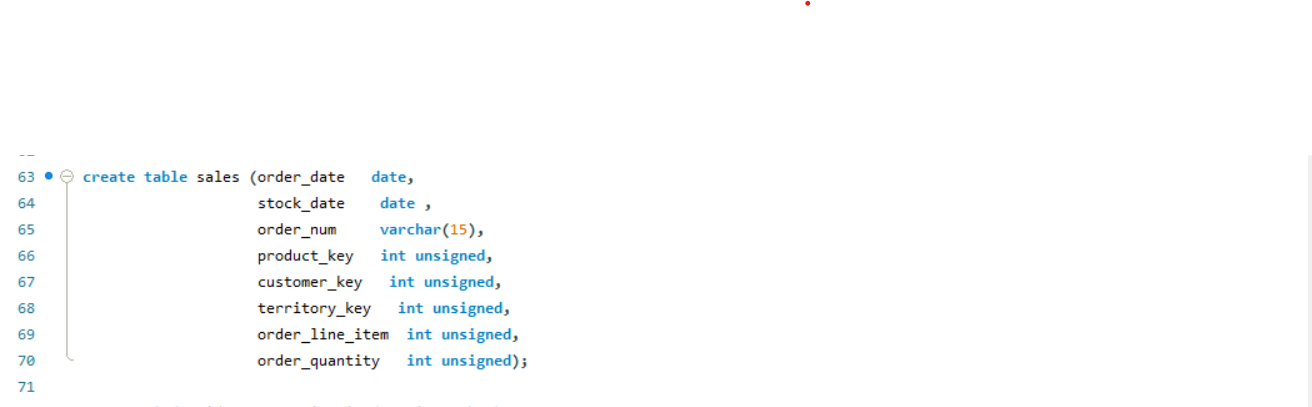 63 create table sales (order_date date,
64 stock_date date ,
65 order_num varchar(15),
66 product_key int unsigned,
67 customer_key int unsigned,
68 territory_key int unsigned,
69 order_line_item int unsigned,
70 order_quantity int unsigned);
71